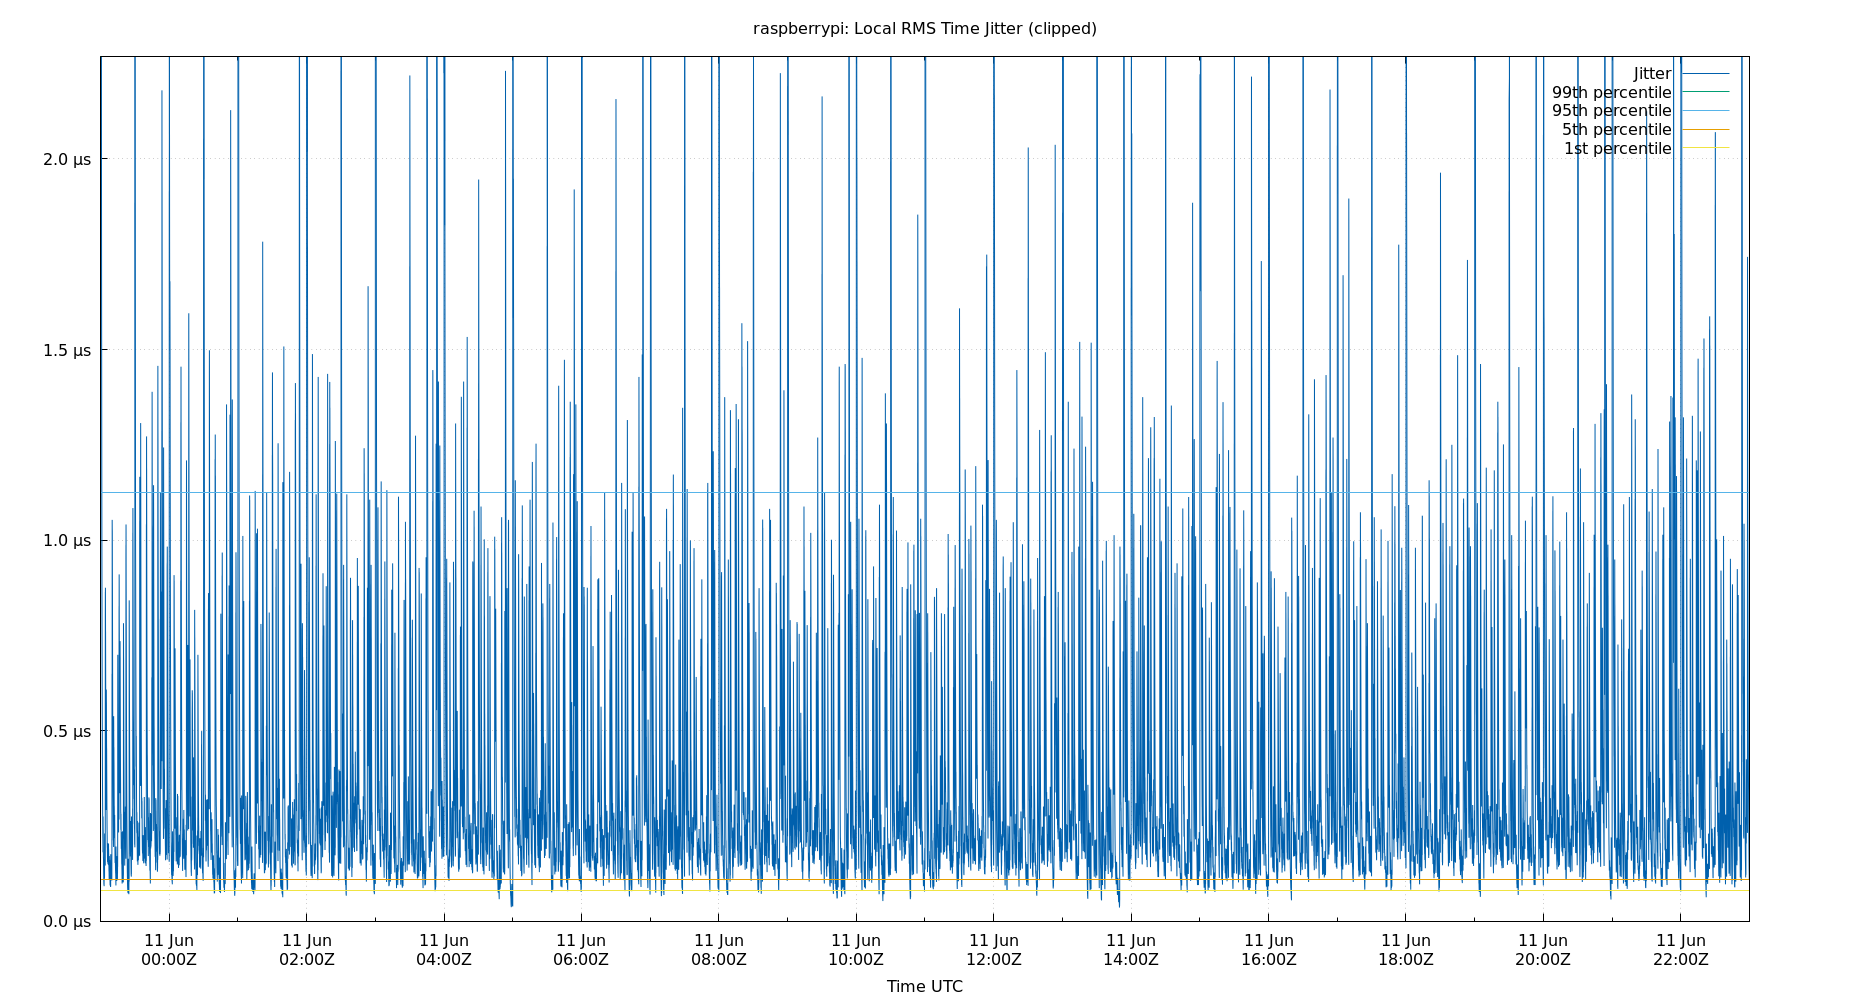 raspberrypi: Local RMS Time Jitter (clipped)
Jitter
99th percentile
95th percentile
5th percentile
1st percentile
2.0 μs
1.5 μs
1.0 μs
0.5 μs
0.0 μs
11 Jun 11 Jun 11 Jun 11 Jun 11 Jun 11 Jun 11 Jun 11 Jun 11 Jun 11 Jun 11 Jun 11 Jun
00:00Z 02:00Z 04:00Z 06:00Z 08:00Z 10:00Z 12:00Z 14:00Z 16:00Z 18:00Z 20:00Z 22:00Z
Time UTC